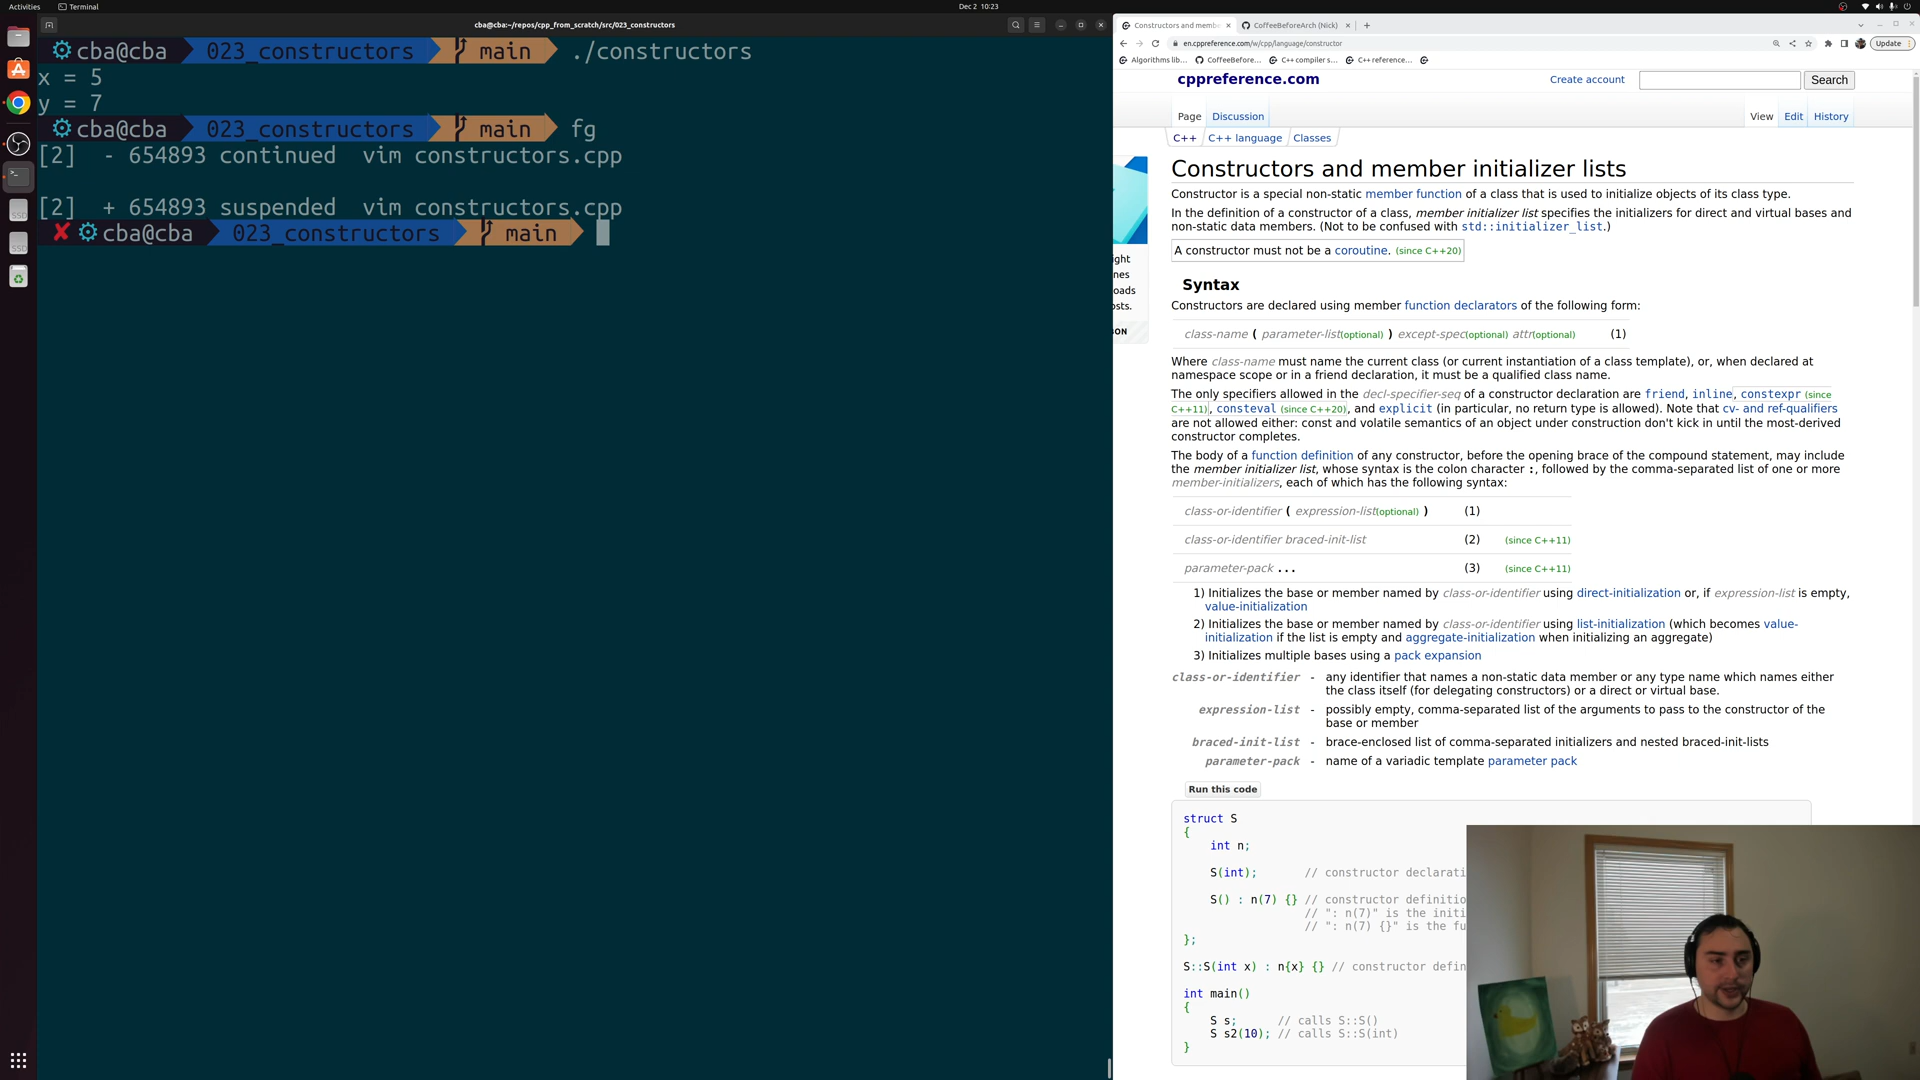 Activities
Terminal
Dec 2 10:23
cba@cba:~/repos/cpp_from_scratch/src/023_constructors
cba@cba 023_constructors main ./constructors
x = 5
y = 7
cba@cba 023_constructors main fg
[2]  - 654893 continued  vim constructors.cpp
[2]  + 654893 suspended  vim constructors.cpp
cba@cba 023_constructors main
SSD
SSD
Constructors and membe
CoffeeBeforeArch (Nick)
en.cppreference.com/w/cpp/language/constructor
Update
Algorithms lib...
CoffeeBefore...
C++ compiler s...
C++ reference...
cppreference.com
Create account
Search
Page
Discussion
View
Edit
History
C++
C++ language
Classes
ight
nes
oads
osts.
ON
Constructors and member initializer lists
Constructor is a special non-static member function of a class that is used to initialize objects of its class type.
In the definition of a constructor of a class, member initializer list specifies the initializers for direct and virtual bases and
non-static data members. (Not to be confused with std::initializer_list.)
A constructor must not be a coroutine. (since C++20)
Syntax
Constructors are declared using member function declarators of the following form:
class-name ( parameter-list(optional) ) except-spec(optional) attr(optional) (1)
Where class-name must name the current class (or current instantiation of a class template), or, when declared at
namespace scope or in a friend declaration, it must be a qualified class name.
The only specifiers allowed in the decl-specifier-seq of a constructor declaration are friend, inline, constexpr (since
C++11), consteval (since C++20), and explicit (in particular, no return type is allowed). Note that cv- and ref-qualifiers
are not allowed either: const and volatile semantics of an object under construction don't kick in until the most-derived
constructor completes.
The body of a function definition of any constructor, before the opening brace of the compound statement, may include
the member initializer list, whose syntax is the colon character :, followed by the comma-separated list of one or more
member-initializers, each of which has the following syntax:
class-or-identifier ( expression-list(optional) ) (1)
class-or-identifier braced-init-list (2) (since C++11)
parameter-pack ... (3) (since C++11)
1) Initializes the base or member named by class-or-identifier using direct-initialization or, if expression-list is empty,
value-initialization
2) Initializes the base or member named by class-or-identifier using list-initialization (which becomes value-
initialization if the list is empty and aggregate-initialization when initializing an aggregate)
3) Initializes multiple bases using a pack expansion
class-or-identifier - any identifier that names a non-static data member or any type name which names either
the class itself (for delegating constructors) or a direct or virtual base.
expression-list - possibly empty, comma-separated list of the arguments to pass to the constructor of the
base or member
braced-init-list - brace-enclosed list of comma-separated initializers and nested braced-init-lists
parameter-pack - name of a variadic template parameter pack
Run this code
struct S
{
int n;
S(int); // constructor declarati
S() : n(7) {} // constructor definitio
// ": n(7)" is the initi
// ": n(7) {}" is the fu
};
S::S(int x) : n{x} {} // constructor defin
int main()
{
S s; // calls S::S()
S s2(10); // calls S::S(int)
}